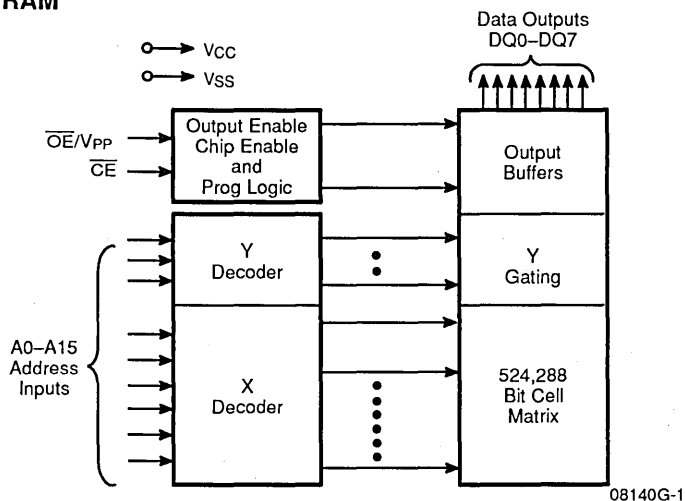 Data Outputs
DQ0–DQ7
VCC
VSS
OE/VPP
CE
Output Enable
Chip Enable
and
Prog Logic
Output
Buffers
Y
Decoder
Y
Gating
A0–A15
Address
Inputs
X
Decoder
524,288
Bit Cell
Matrix
08140G-1